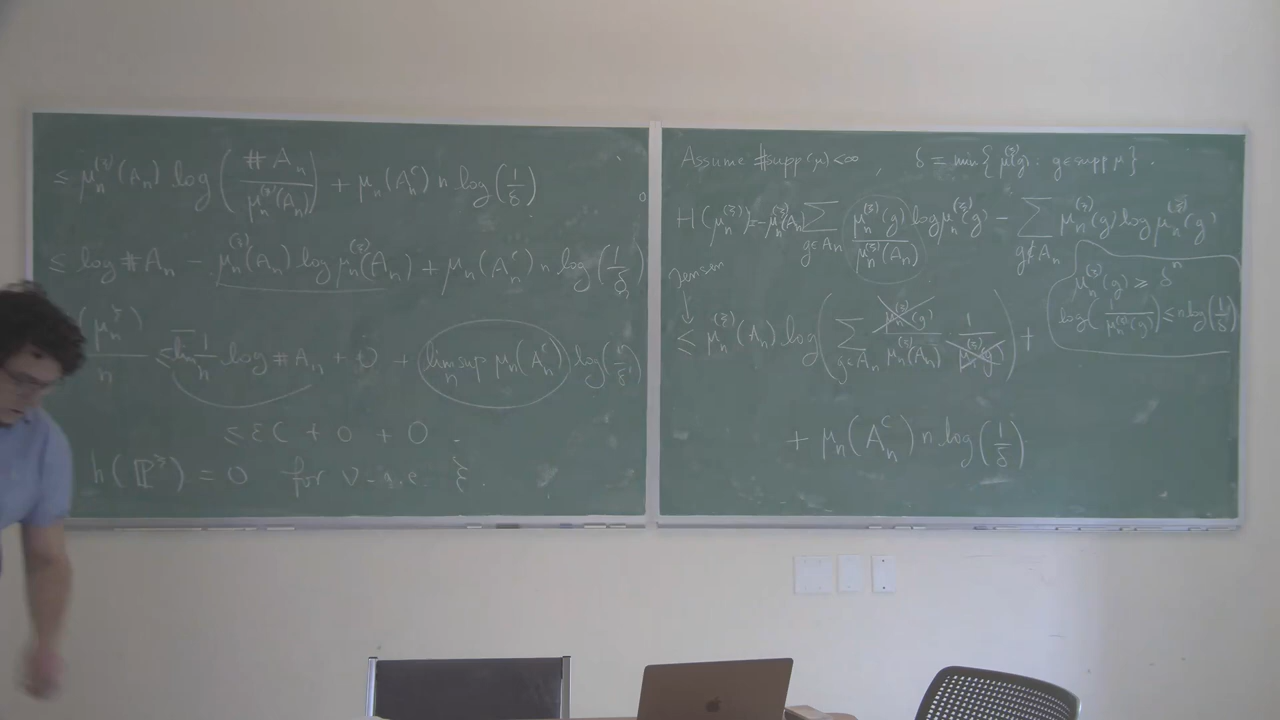 ≤ μ_n^{(ξ)}(A_n) log( #A_n / μ_n^{(ξ)}(A_n) ) + μ_n(A_n^c) n log(1/δ)
≤ log #A_n − μ_n^{(ξ)}(A_n) log μ_n^{(ξ)}(A_n) + μ_n(A_n^c) n log(1/δ)
(μ_n^ξ) / n ≤ lim 1/n log #A_n + 0 + limsup_n μ_n(A_n^c) log(1/δ)
≤ εC + 0 + 0 .
h(ℙ^ξ) = 0 for ν-a.e. ξ.
Assume #supp(μ) < ∞ δ = min{ μ(g) : g ∈ supp μ } .
H(μ_n^{(ξ)}) = − μ_n^{(ξ)}(A_n) ∑_{g∈A_n} μ_n^{(ξ)}(g) / μ_n^{(ξ)}(A_n) log μ_n^{(ξ)}(g) − ∑_{g∉A_n} μ_n^{(ξ)}(g) log μ_n^{(ξ)}(g)
Jensen
μ_n^{(ξ)}(g) ≥ δ^n
log( 1 / μ_n^{(ξ)}(g) ) ≤ n log(1/δ)
≤ μ_n^{(ξ)}(A_n) log( ∑_{g∈A_n} μ_n^{(ξ)}(g) / μ_n^{(ξ)}(A_n) · 1 / μ_n^{(ξ)}(g) ) +
+ μ_n(A_n^c) n log(1/δ)